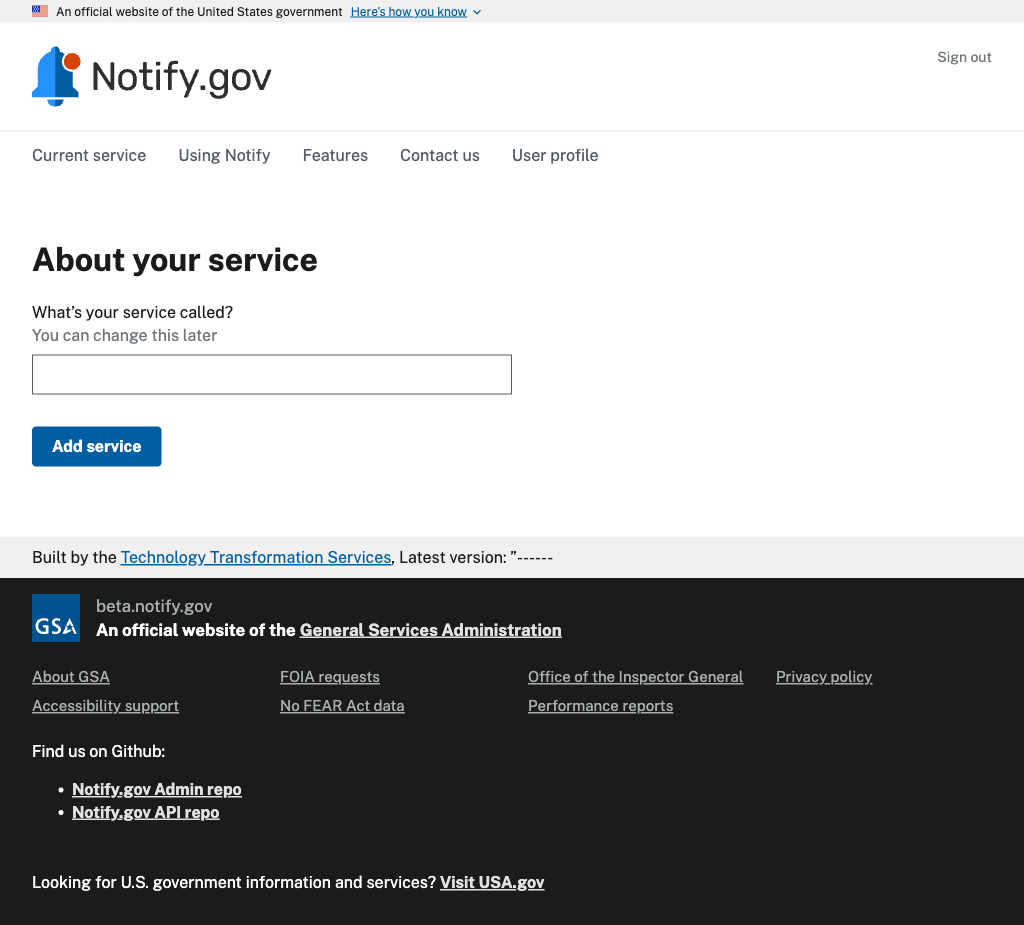 An official website of the United States government Here's how you know
Notify.gov
Sign out
Current service Using Notify Features Contact us User profile
About your service
What’s your service called?
You can change this later
Add service
Built by the Technology Transformation Services, Latest version: ”------
GSA
beta.notify.gov
An official website of the General Services Administration
About GSA FOIA requests Office of the Inspector General Privacy policy
Accessibility support No FEAR Act data Performance reports
Find us on Github:
• Notify.gov Admin repo
• Notify.gov API repo
Looking for U.S. government information and services? Visit USA.gov